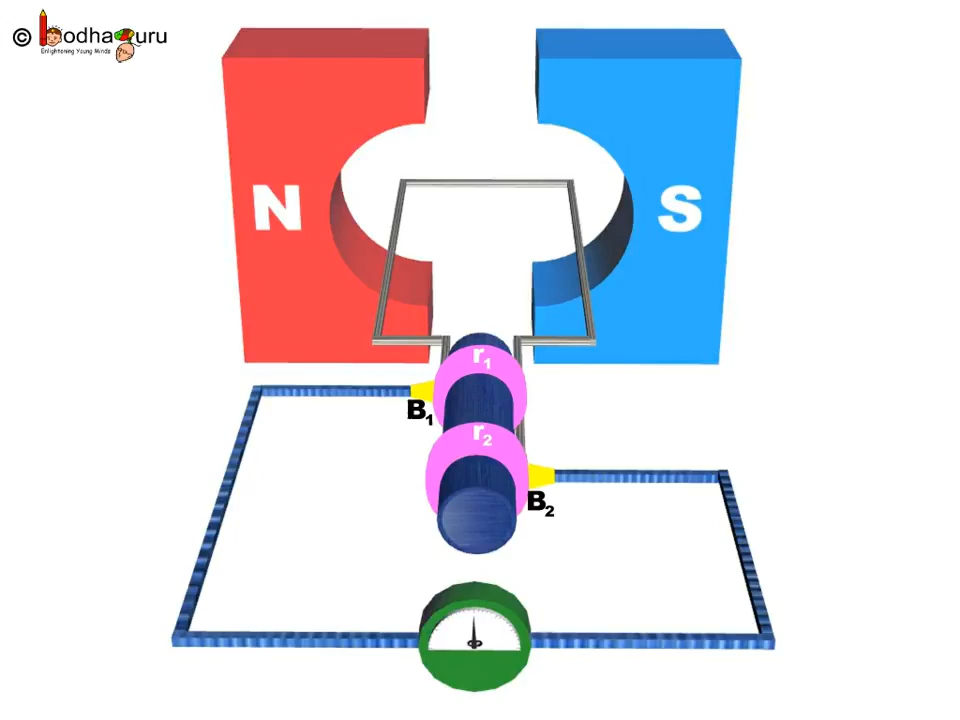 © BodhaGuru
Enlightening Young Minds
N
S
r₁
B₁
r₂
B₂